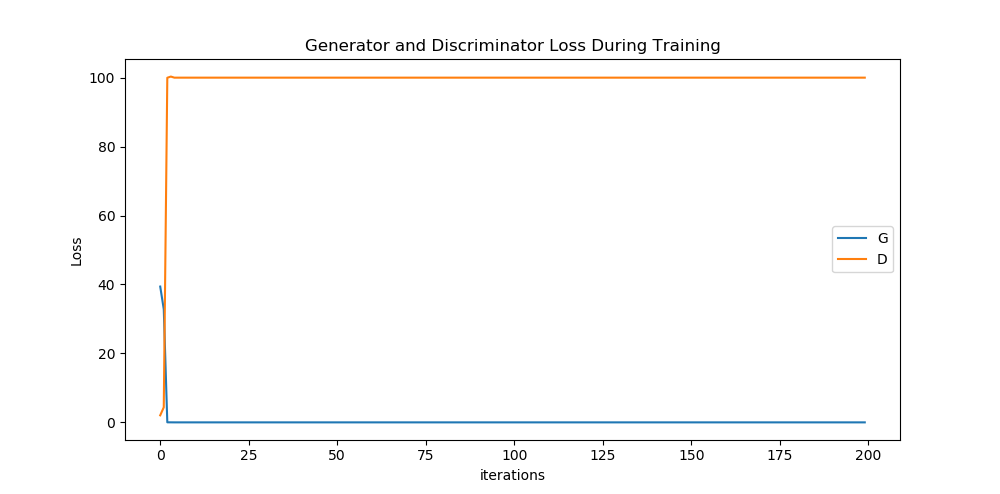 Generator and Discriminator Loss During Training
100
80
60
40
20
0
Loss
G
D
0 25 50 75 100 125 150 175 200
iterations